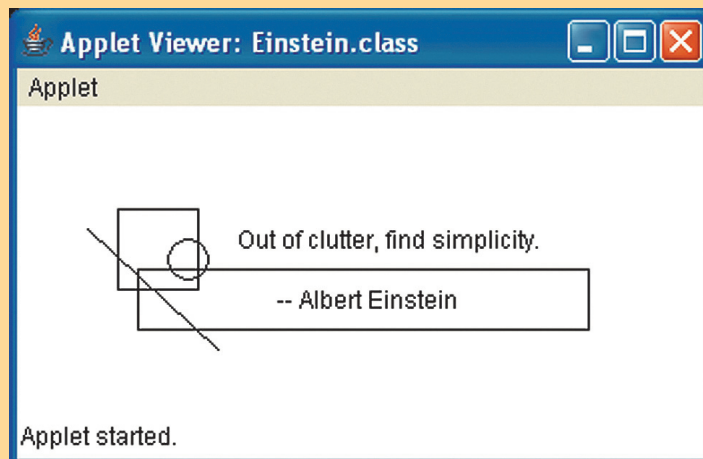 Applet Viewer: Einstein.class
Applet
Out of clutter, find simplicity.
-- Albert Einstein
Applet started.